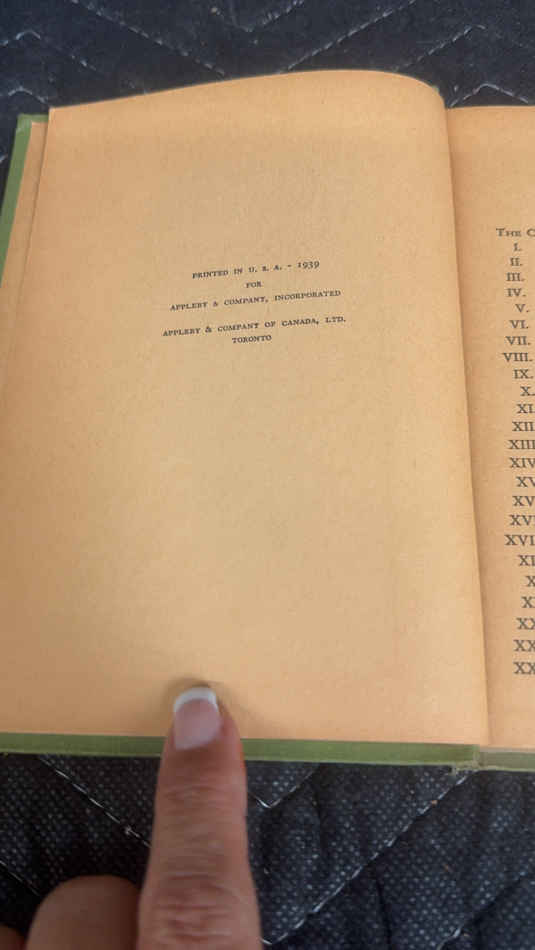 PRINTED IN U. S. A. - 1939
FOR
APPLEBY & COMPANY, INCORPORATED
APPLEBY & COMPANY OF CANADA, LTD.
TORONTO
THE
I.
II.
III.
IV.
V.
VI.
VII.
VIII.
IX.
X.